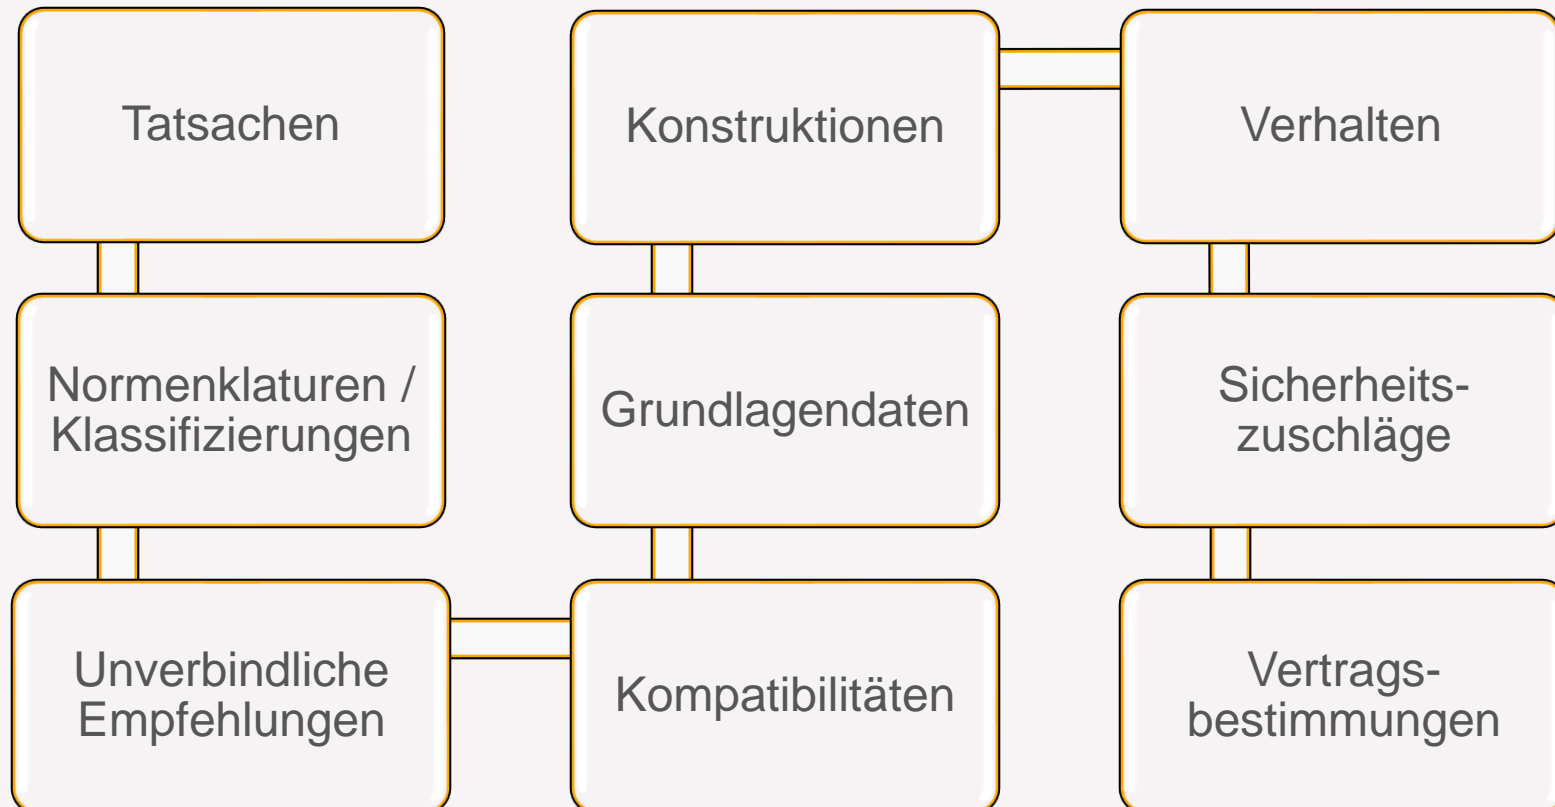 Tatsachen
Normenklaturen /
Klassifizierungen
Unverbindliche
Empfehlungen
Kompatibilitäten
Grundlagendaten
Konstruktionen
Verhalten
Sicherheits-
zuschläge
Vertrags-
bestimmungen